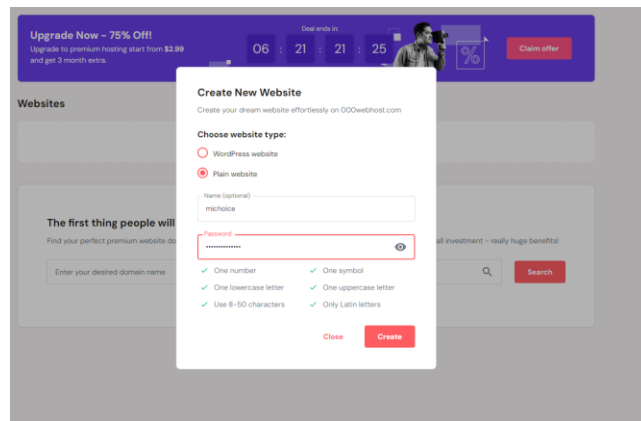 Upgrade Now - 75% Off!
Upgrade to premium hosting start from $2.99
and get 3 month extra.
Deal ends in:
06 : 21 : 21 : 25
%
Claim offer
Websites
Create New Website
Create your dream website effortlessly on 000webhost.com
Choose website type:
WordPress website
Plain website
Name (optional)
michoice
Password
••••••••••••••
One number
One symbol
One lowercase letter
One uppercase letter
Use 8-50 characters
Only Latin letters
Close
Create
The first thing people will
Find your perfect premium website do
all investment - really huge benefits!
Enter your desired domain name
Search